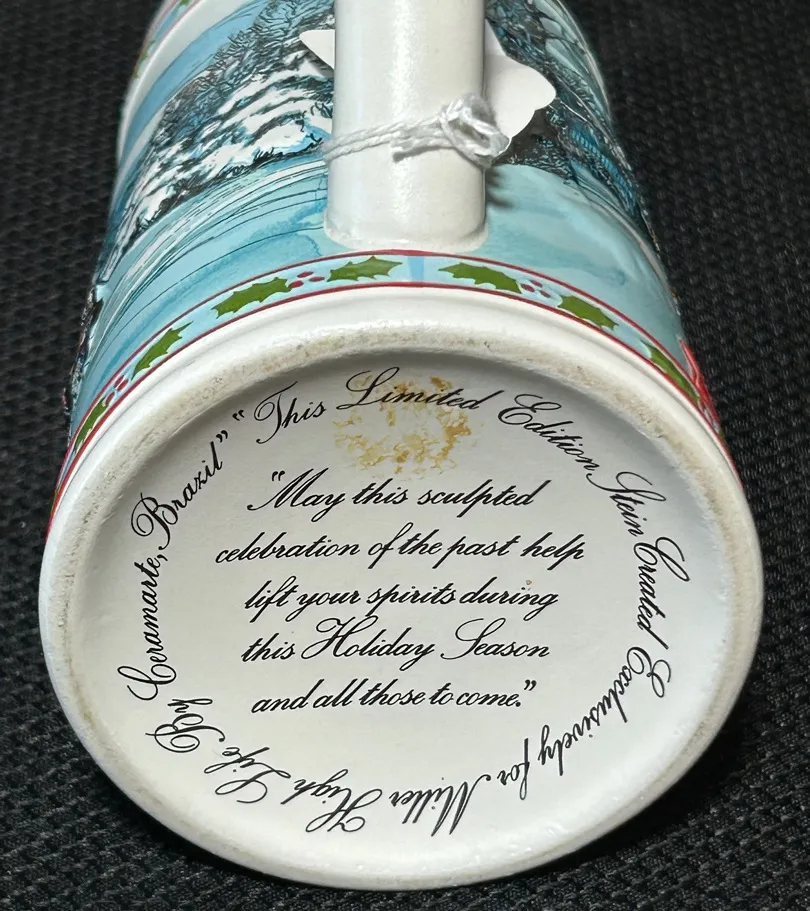 "This Limited Edition Stein Created Exclusively for Miller High Life By Ceramarte, Brazil"
"May this sculpted
celebration of the past help
lift your spirits during
this Holiday Season
and all those to come."